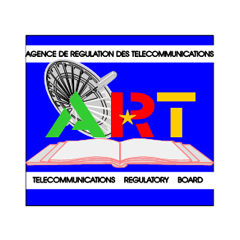 AGENCE DE REGULATION DES TELECOMMUNICATIONS
ART
TELECOMMUNICATIONS REGULATORY BOARD